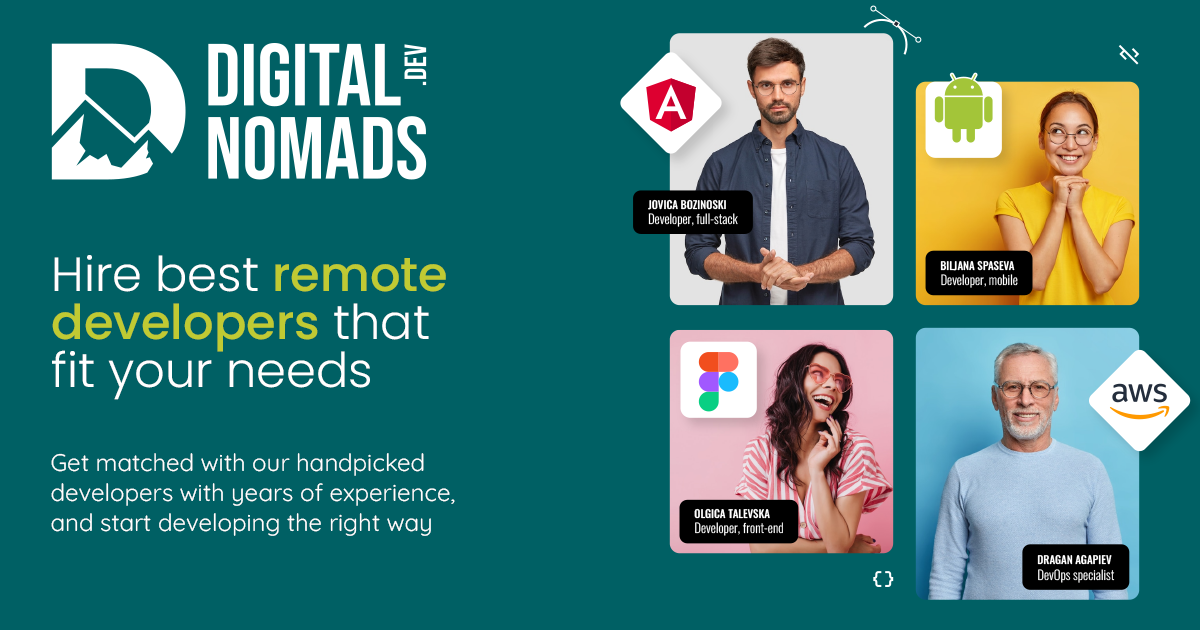 DIGITAL .DEV
NOMADS
Hire best remote
developers that
fit your needs
Get matched with our handpicked
developers with years of experience,
and start developing the right way
JOVICA BOZINOSKI
Developer, full-stack
BILJANA SPASEVA
Developer, mobile
OLGICA TALEVSKA
Developer, front-end
aws
DRAGAN AGAPIEV
DevOps specialist